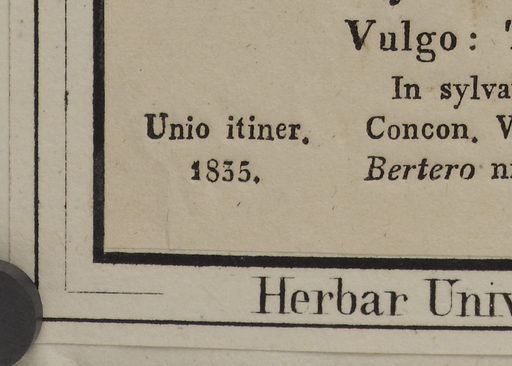 Vulgo:
In sylva
Unio itiner. Concon.
1835. Bertero
Herbar Univ